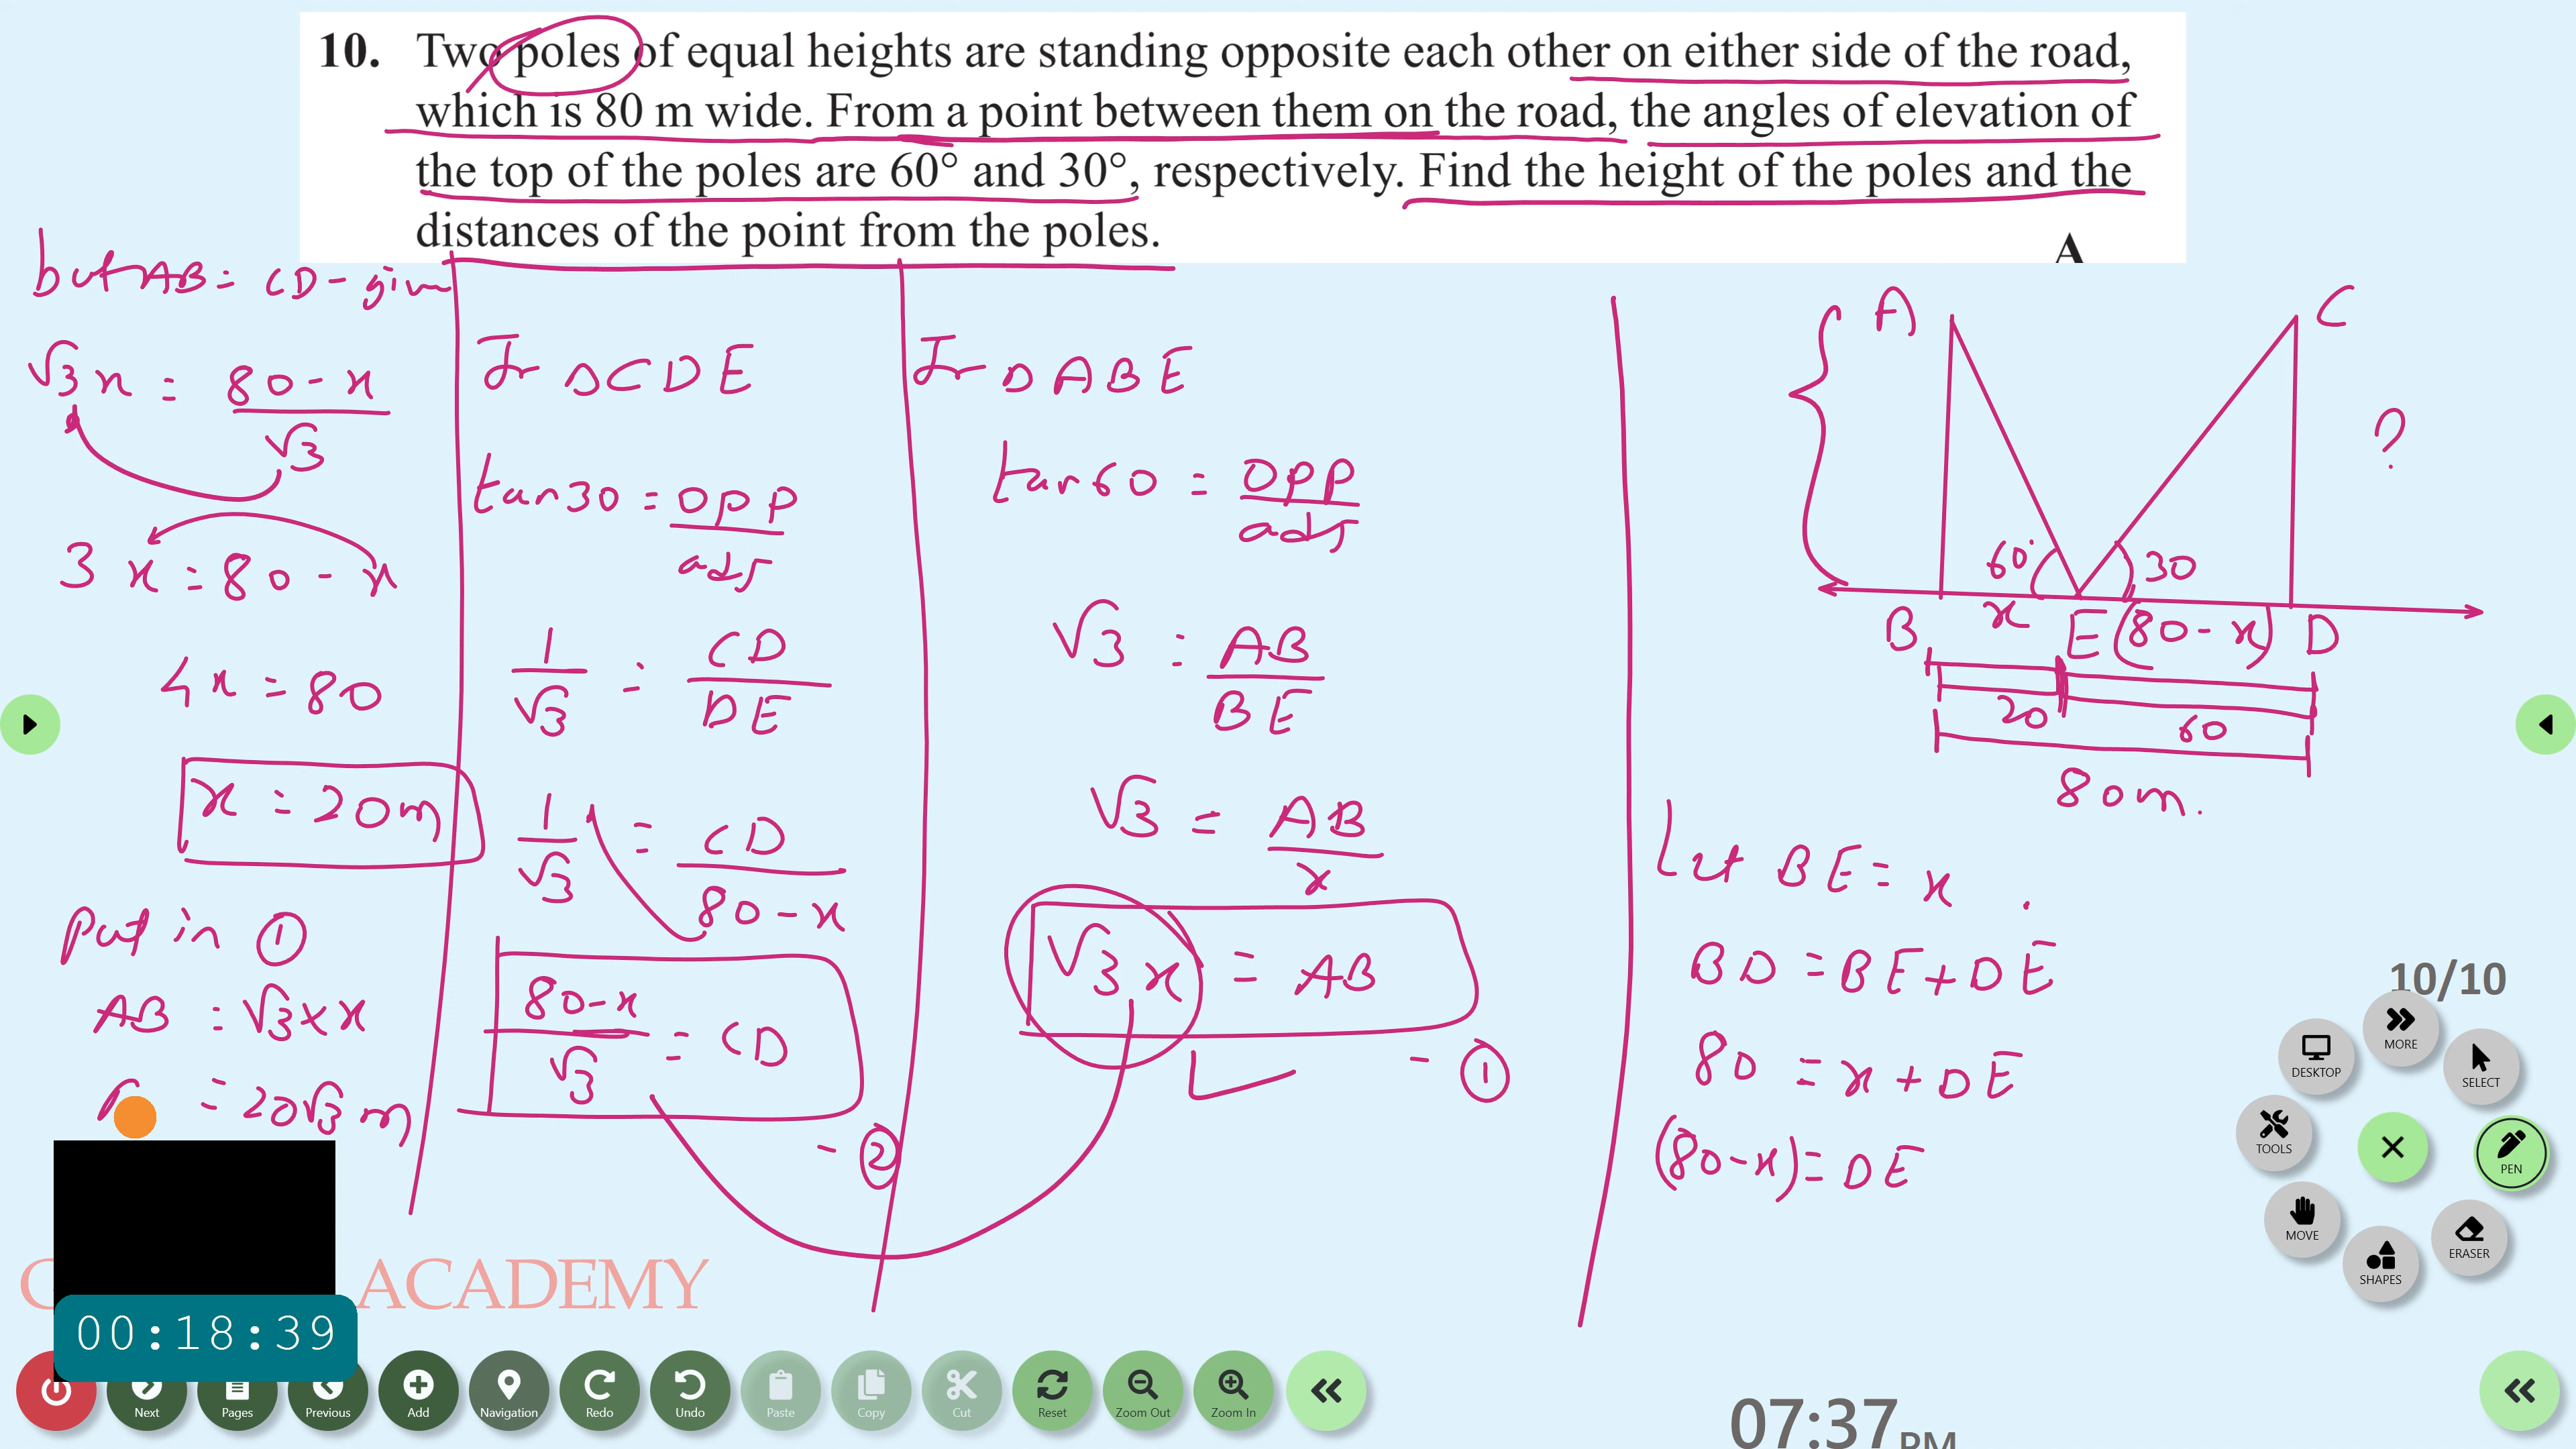 10. Two poles of equal heights are standing opposite each other on either side of the road,
which is 80 m wide. From a point between them on the road, the angles of elevation of
the top of the poles are 60° and 30°, respectively. Find the height of the poles and the
distances of the point from the poles.
A
but AB = CD - given
√3x = 80-x
√3
3x = 80 - x
4x = 80
x = 20m
put in ①
AB = √3 × x
= 20√3 m
In △CDE
tan30 = opp
adj
1/√3 = CD/DE
1/√3 = CD/80-x
80-x/√3 = CD
- ②
In △ABE
tan60 = opp
adj
√3 = AB/BE
√3 = AB/x
√3x = AB
- ①
A C
?
60° 30
B x E (80-x) D
20 60
80m.
Let BE = x.
BD = BE + DE
80 = x + DE
(80-x) = DE
10/10
MORE
DESKTOP
SELECT
TOOLS
PEN
MOVE
ERASER
SHAPES
ACADEMY
00:18:39
Next
Pages
Previous
Add
Navigation
Redo
Undo
Paste
Copy
Cut
Reset
Zoom Out
Zoom In
07:37 PM